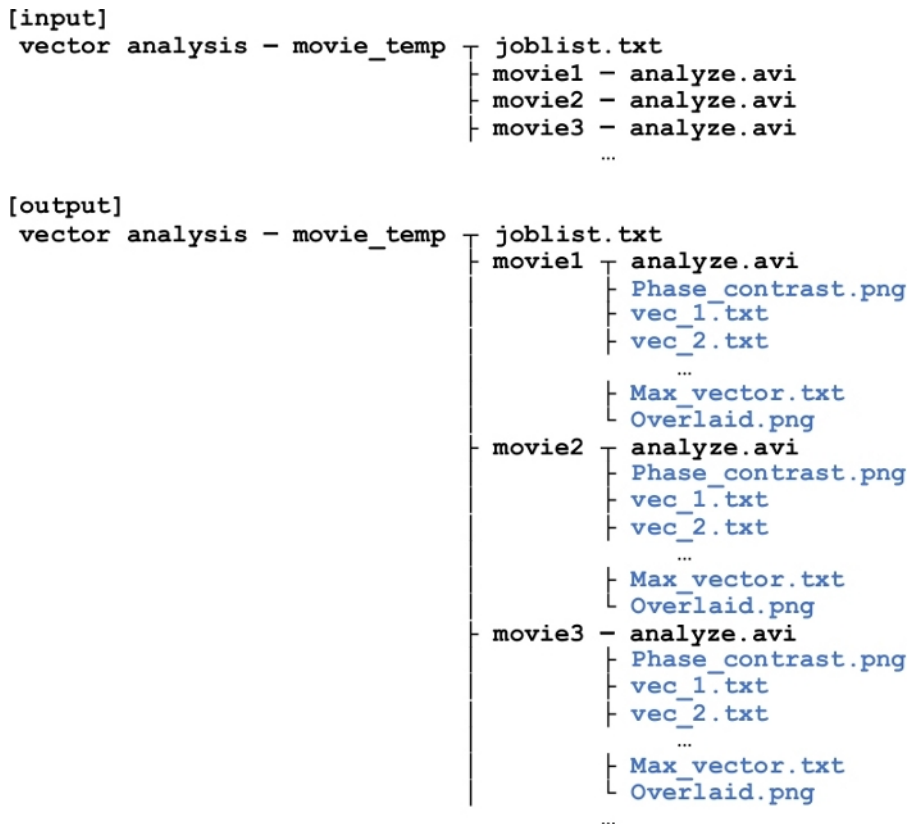 [input]
vector analysis − movie_temp ┬ joblist.txt
├ movie1 − analyze.avi
├ movie2 − analyze.avi
├ movie3 − analyze.avi
…
[output]
vector analysis − movie_temp ┬ joblist.txt
├ movie1 ┬ analyze.avi
│ ├ Phase_contrast.png
│ ├ vec_1.txt
│ ├ vec_2.txt
│ …
│ ├ Max_vector.txt
│ └ Overlaid.png
├ movie2 ┬ analyze.avi
│ ├ Phase_contrast.png
│ ├ vec_1.txt
│ ├ vec_2.txt
│ …
│ ├ Max_vector.txt
│ └ Overlaid.png
├ movie3 − analyze.avi
│ ├ Phase_contrast.png
│ ├ vec_1.txt
│ ├ vec_2.txt
│ …
│ ├ Max_vector.txt
│ └ Overlaid.png
…